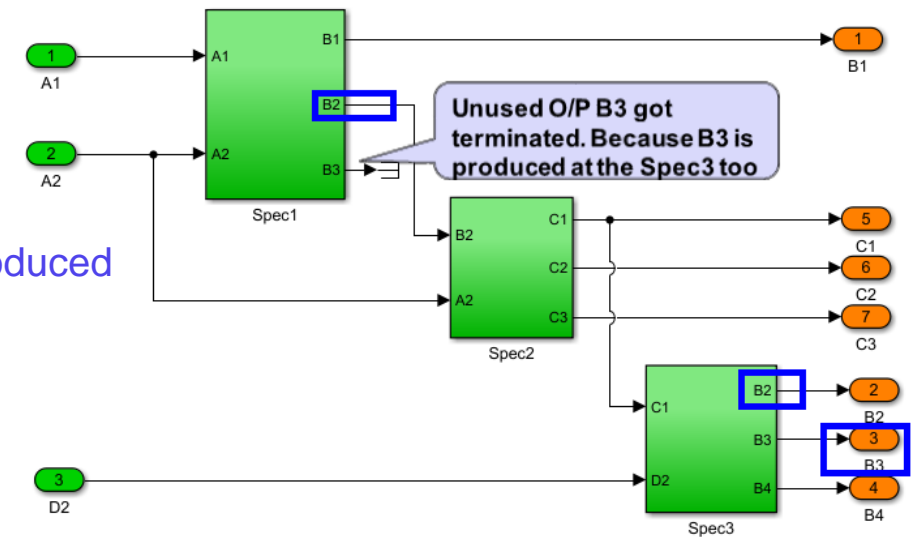 1
A1
2
A2
A1
A2
B1
B2
B3
Spec1
1
B1
Unused O/P B3 got
terminated. Because B3 is
produced at the Spec3 too
oduced
B2
A2
C1
C2
C3
Spec2
5
C1
6
C2
7
C3
3
D2
C1
D2
B2
B3
B4
Spec3
2
B2
3
B3
4
B4